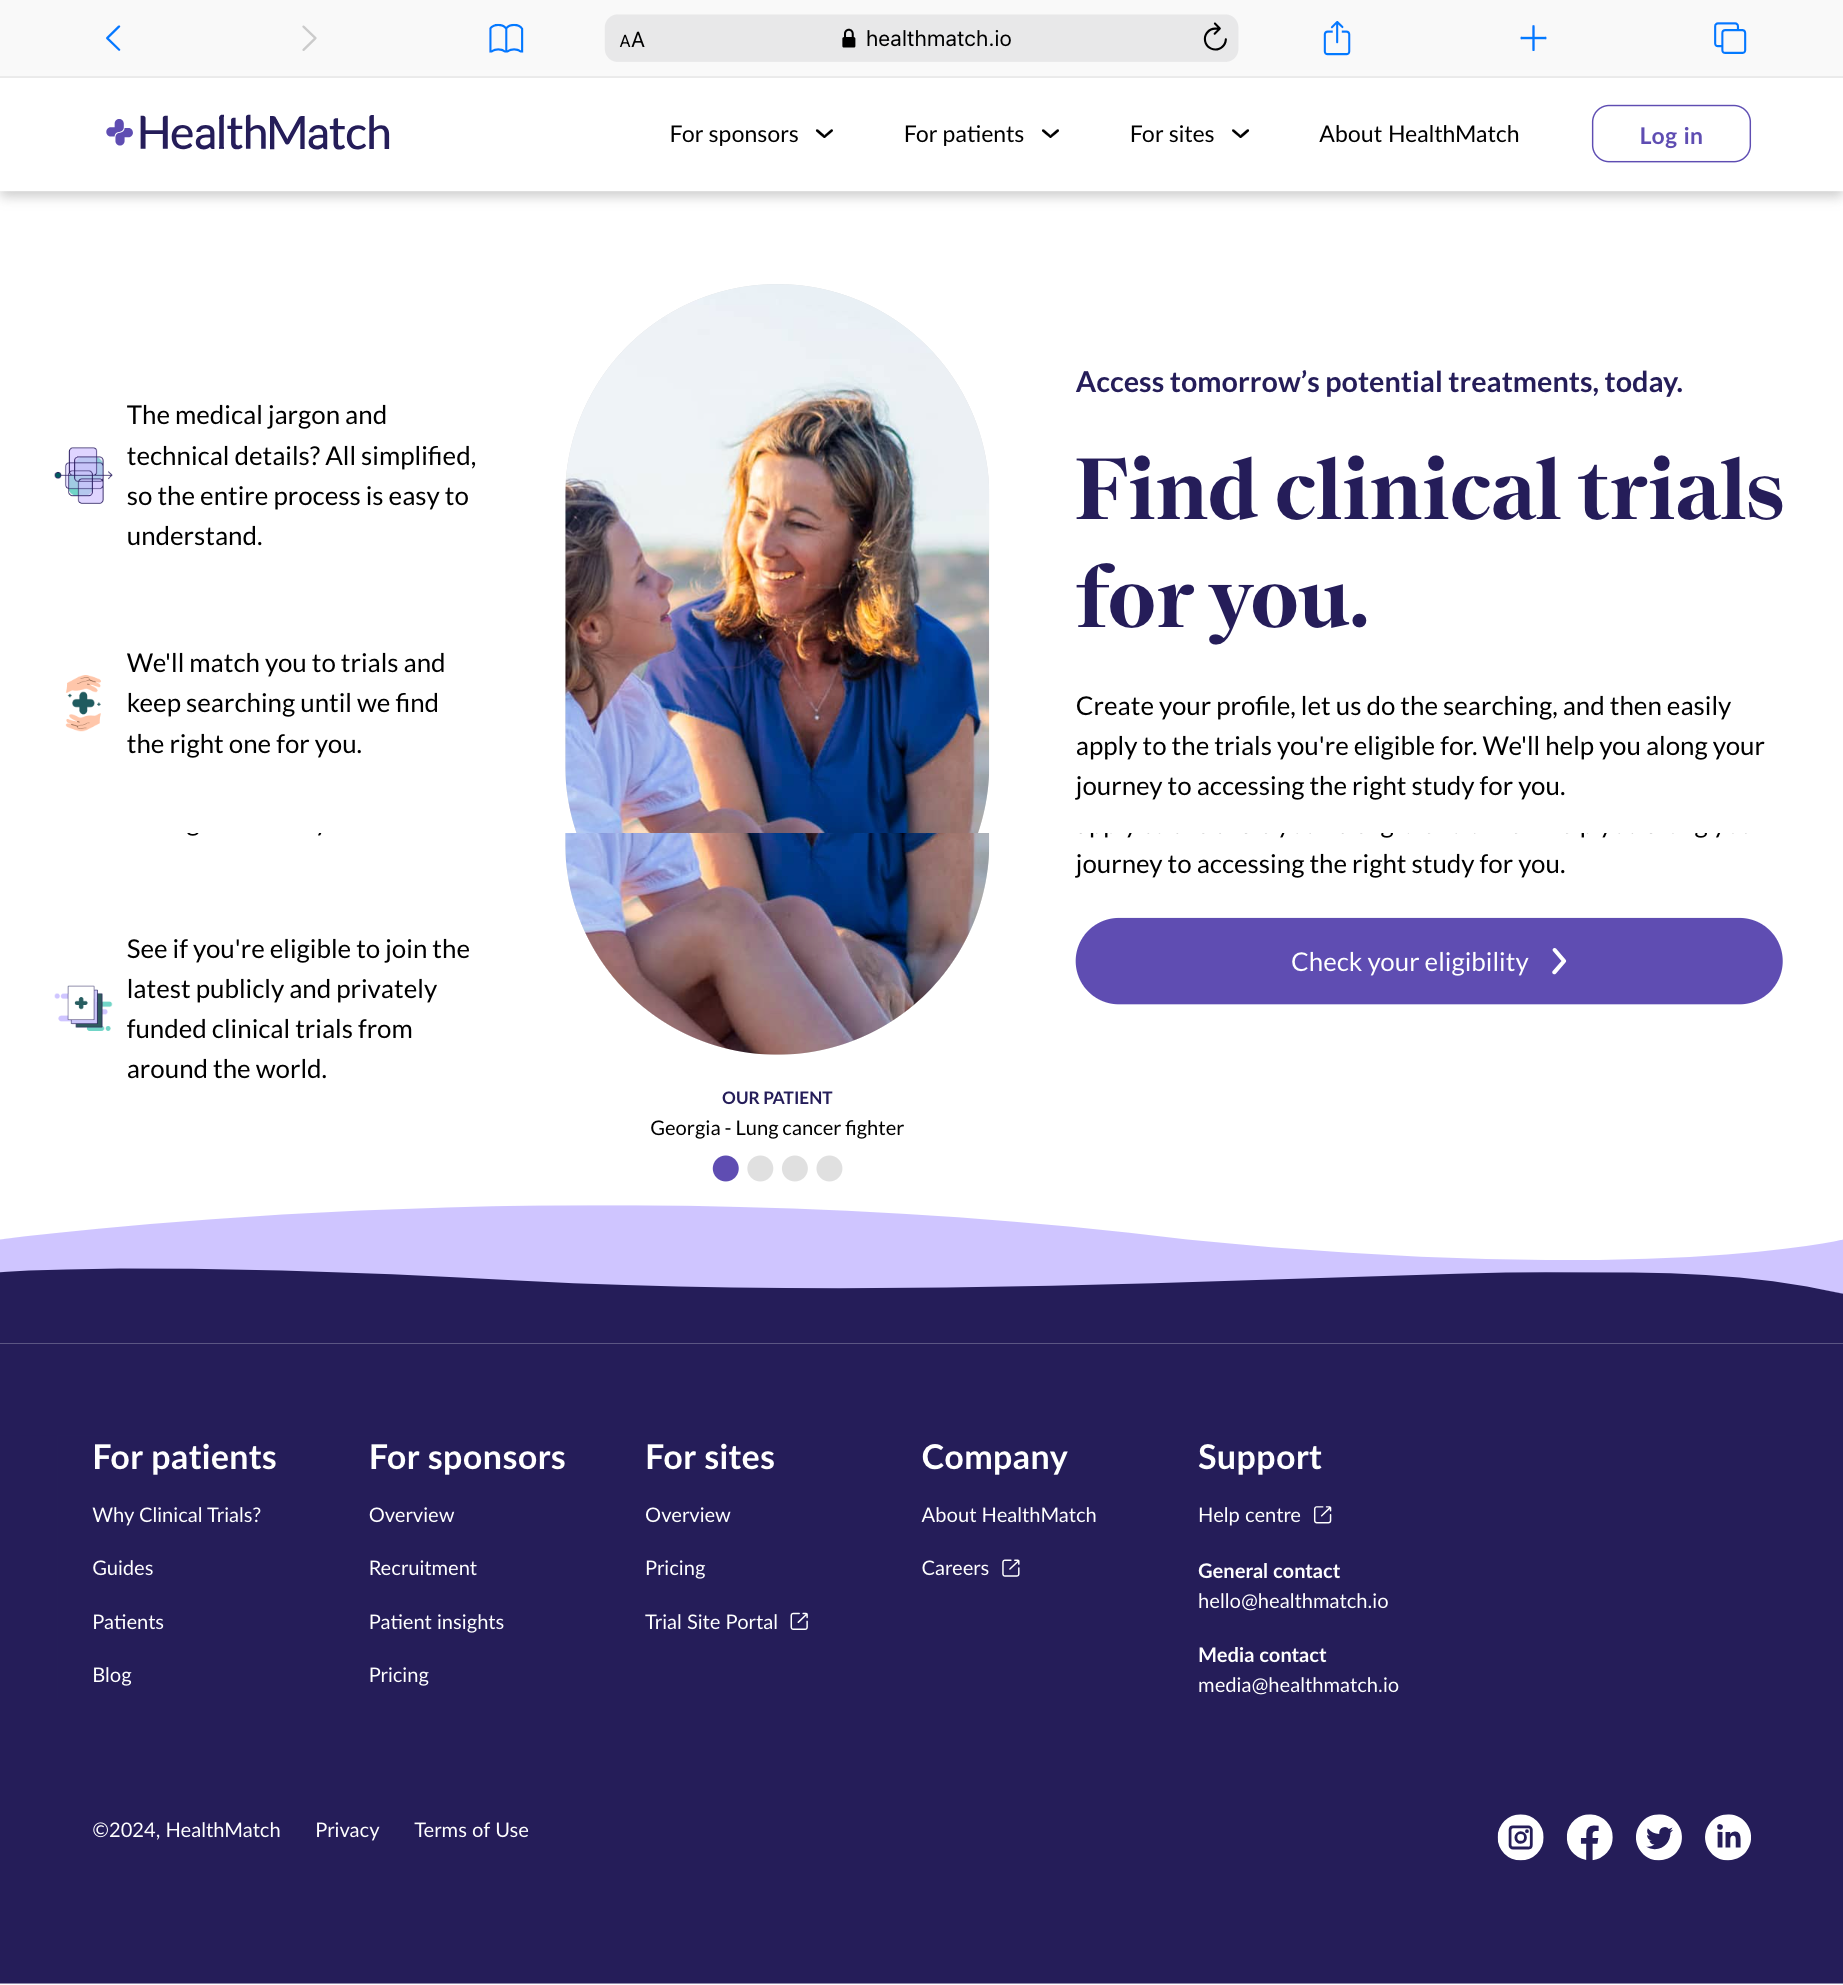 AA
healthmatch.io
HealthMatch
For sponsors
For patients
For sites
About HealthMatch
Log in
The medical jargon and
technical details? All simplified,
so the entire process is easy to
understand.
We'll match you to trials and
keep searching until we find
the right one for you.
See if you're eligible to join the
latest publicly and privately
funded clinical trials from
around the world.
OUR PATIENT
Georgia - Lung cancer fighter
Access tomorrow’s potential treatments, today.
Find clinical trials
for you.
Create your profile, let us do the searching, and then easily
apply to the trials you're eligible for. We'll help you along your
journey to accessing the right study for you.
journey to accessing the right study for you.
Check your eligibility
For patients
Why Clinical Trials?
Guides
Patients
Blog
For sponsors
Overview
Recruitment
Patient insights
Pricing
For sites
Overview
Pricing
Trial Site Portal
Company
About HealthMatch
Careers
Support
Help centre
General contact
hello@healthmatch.io
Media contact
media@healthmatch.io
©2024, HealthMatch
Privacy
Terms of Use